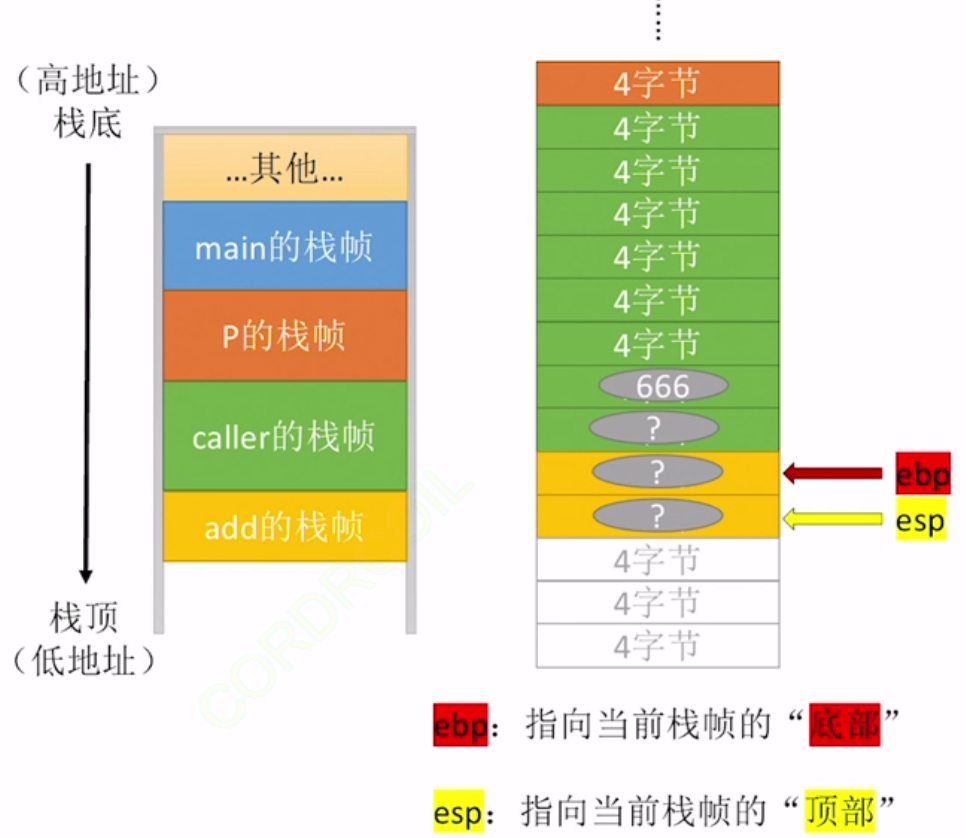 （高地址）
栈底
...其他...
main的栈帧
P的栈帧
caller的栈帧
add的栈帧
栈顶
（低地址）
4字节
4字节
4字节
4字节
4字节
4字节
4字节
666
?
?
?
4字节
4字节
4字节
ebp
esp
ebp：指向当前栈帧的“底部”
esp：指向当前栈帧的“顶部”